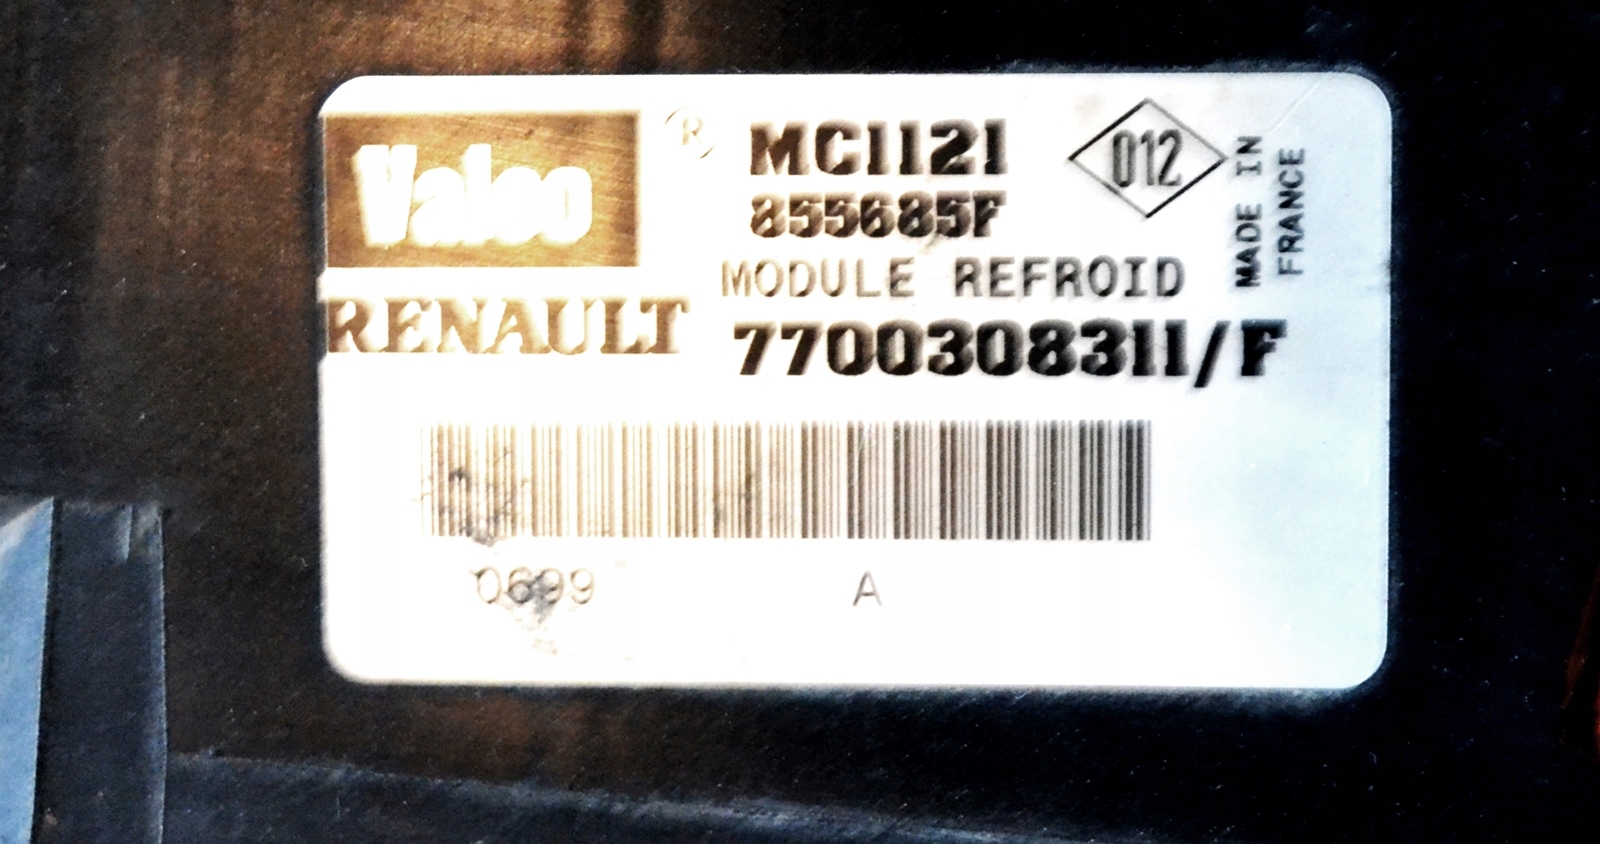 Valeo ®
RENAULT
MC1121
855685F
MODULE REFROID
7700308311/F
012
MADE IN
FRANCE
0699
A